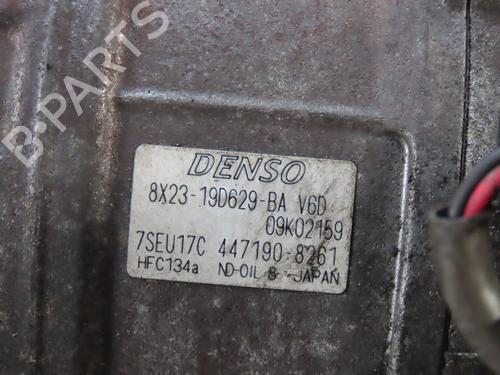 B-PARTS
DENSO
8X23-19D629-BA V6D
09K02159
7SEU17C 447190-8261
HFC134a ND-OIL 8 JAPAN